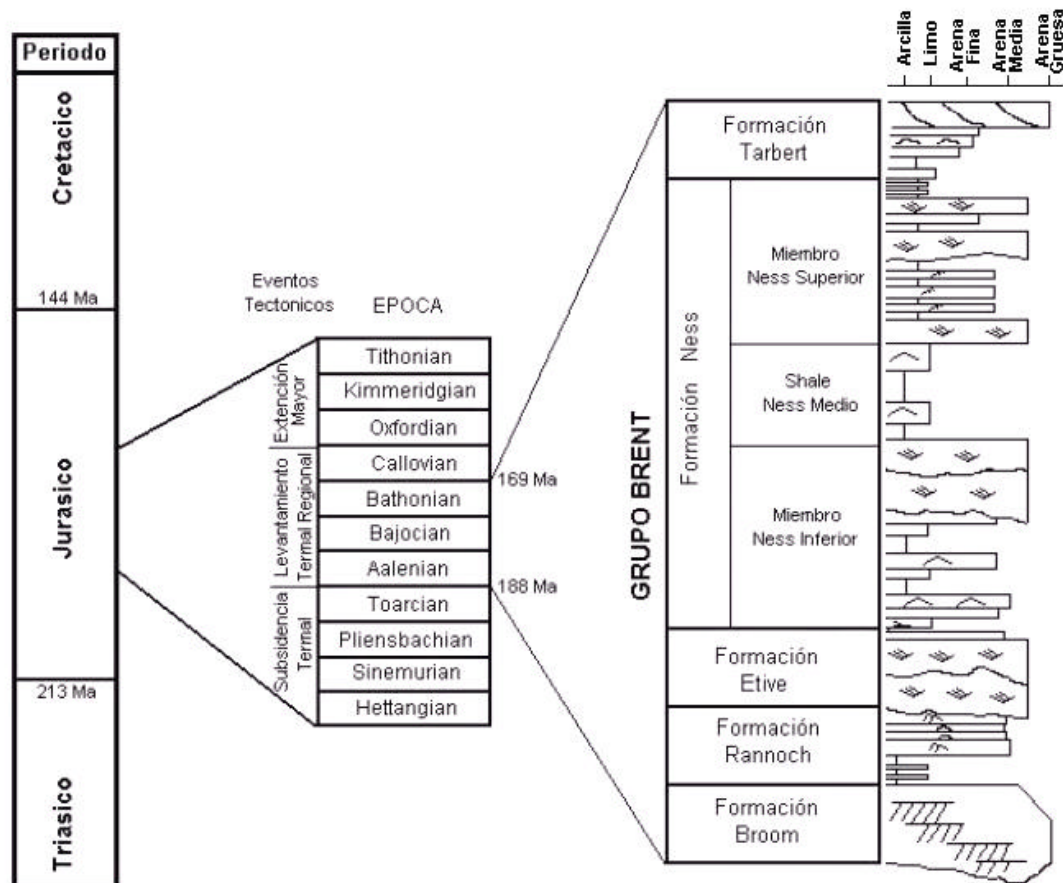 Periodo
Cretacico
144 Ma
Jurasico
213 Ma
Triasico
Eventos
Tectonicos
EPOCA
Extención
Mayor
Levantamiento
Termal Regional
Subsidencia
Termal
Tithonian
Kimmeridgian
Oxfordian
Callovian
Bathonian
Bajocian
Aalenian
Toarcian
Pliensbachian
Sinemurian
Hettangian
169 Ma
188 Ma
GRUPO BRENT
Formación
Tarbert
Formación Ness
Miembro
Ness Superior
Shale
Ness Medio
Miembro
Ness Inferior
Formación
Etive
Formación
Rannoch
Formación
Broom
Arcilla
Limo
Arena
Fina
Arena
Media
Arena
Gruesa